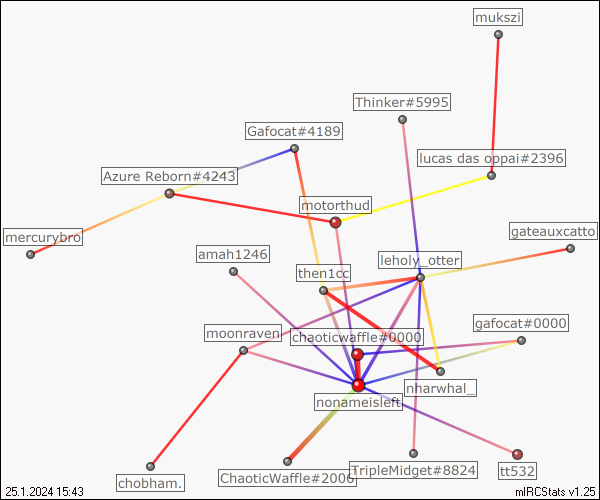 mukszi
Thinker#5995
Gafocat#4189
lucas das oppai#2396
Azure Reborn#4243
motorthud
gateauxcatto
mercurybro
amah1246
leholy_otter
then1cc
gafocat#0000
moonraven
chaoticwaffle#0000
nharwhal_
nonameisleft
TripleMidget#8824
tt532
chobham.
ChaoticWaffle#2006
25.1.2024 15:43
mIRCStats v1.25